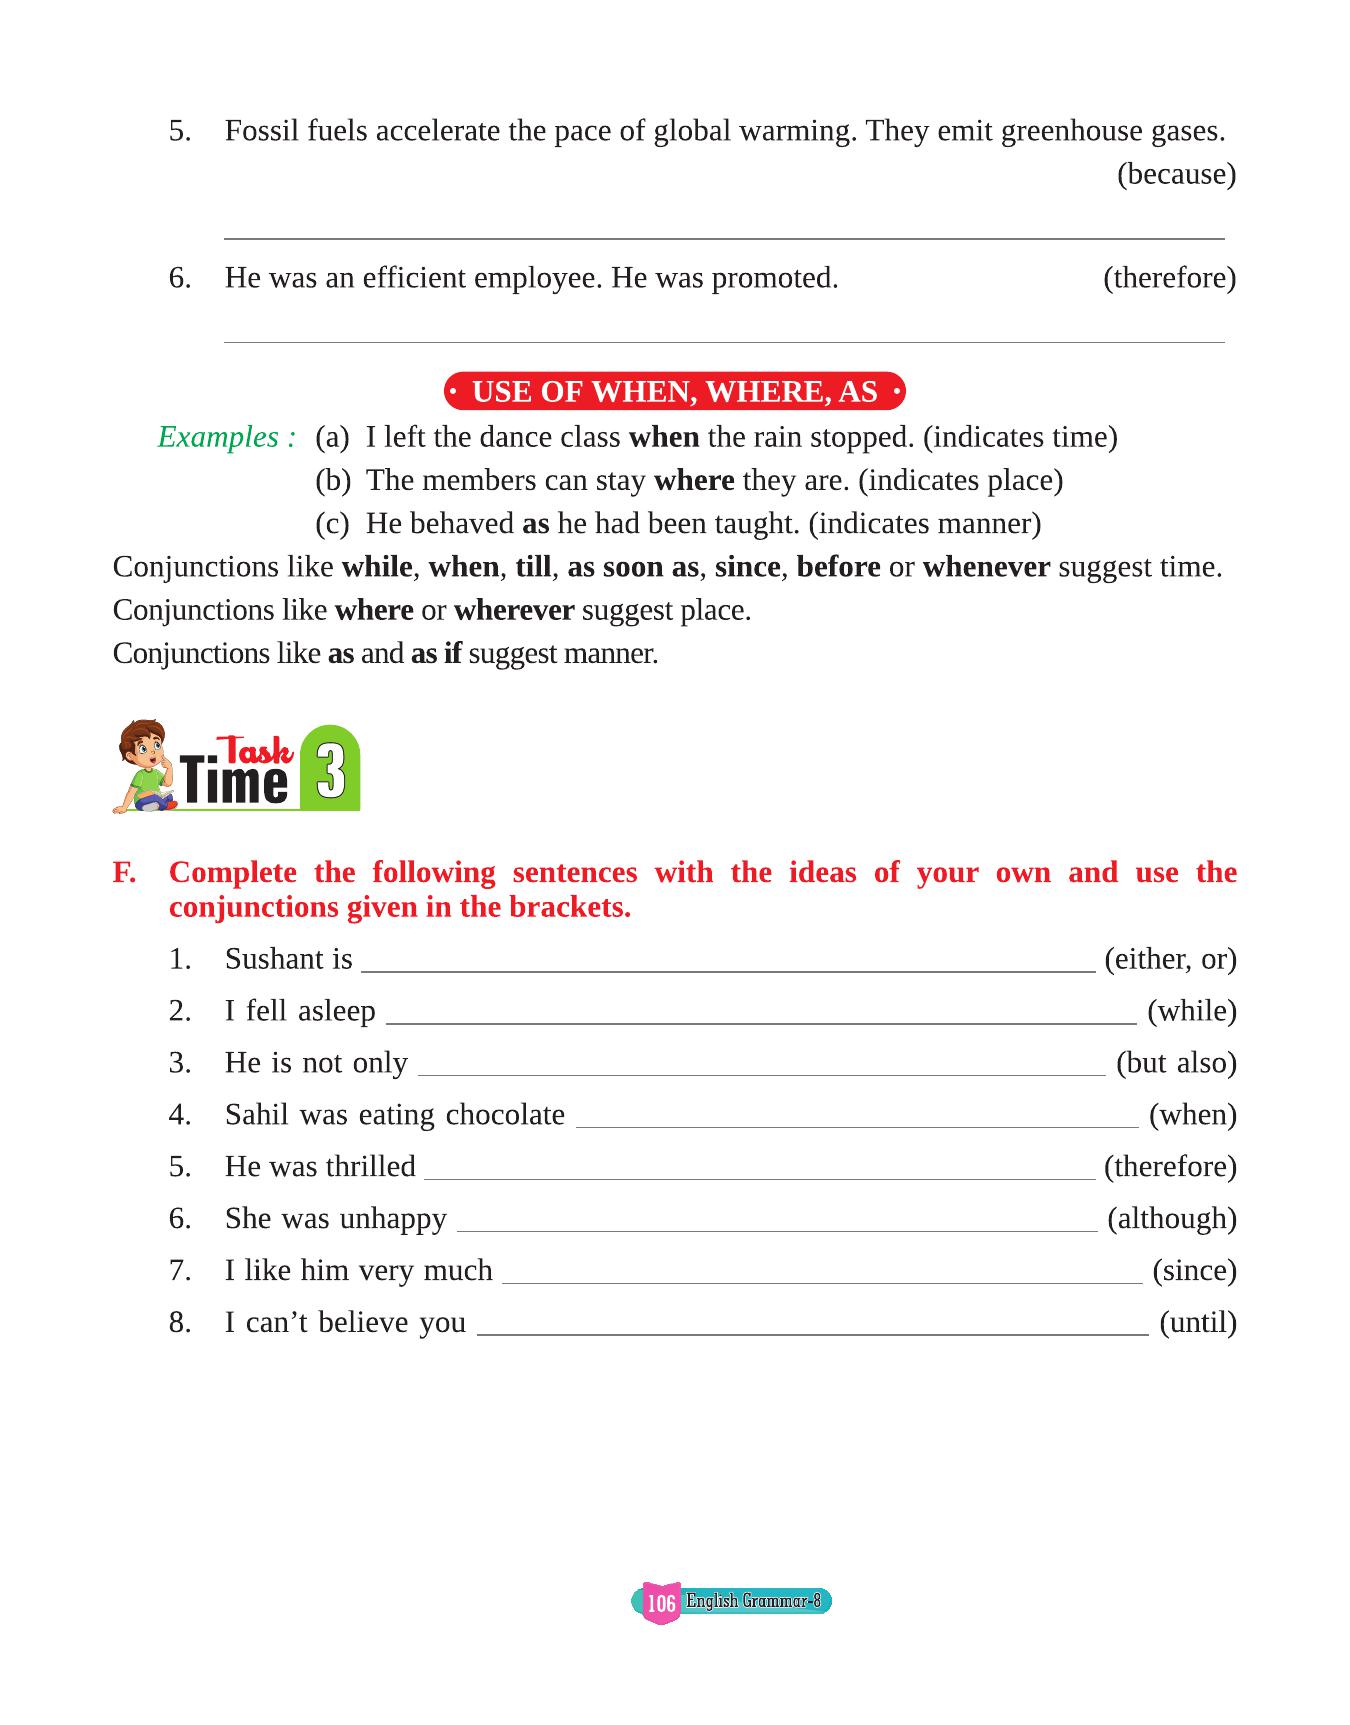 5. Fossil fuels accelerate the pace of global warming. They emit greenhouse gases.
(because)
6. He was an efficient employee. He was promoted. (therefore)
• USE OF WHEN, WHERE, AS •
Examples : (a) I left the dance class when the rain stopped. (indicates time)
(b) The members can stay where they are. (indicates place)
(c) He behaved as he had been taught. (indicates manner)
Conjunctions like while, when, till, as soon as, since, before or whenever suggest time.
Conjunctions like where or wherever suggest place.
Conjunctions like as and as if suggest manner.
Task
Time 3
F. Complete the following sentences with the ideas of your own and use the
conjunctions given in the brackets.
1. Sushant is ____ (either, or)
2. I fell asleep ____ (while)
3. He is not only ____ (but also)
4. Sahil was eating chocolate ____ (when)
5. He was thrilled ____ (therefore)
6. She was unhappy ____ (although)
7. I like him very much ____ (since)
8. I can’t believe you ____ (until)
106 English Grammar-8